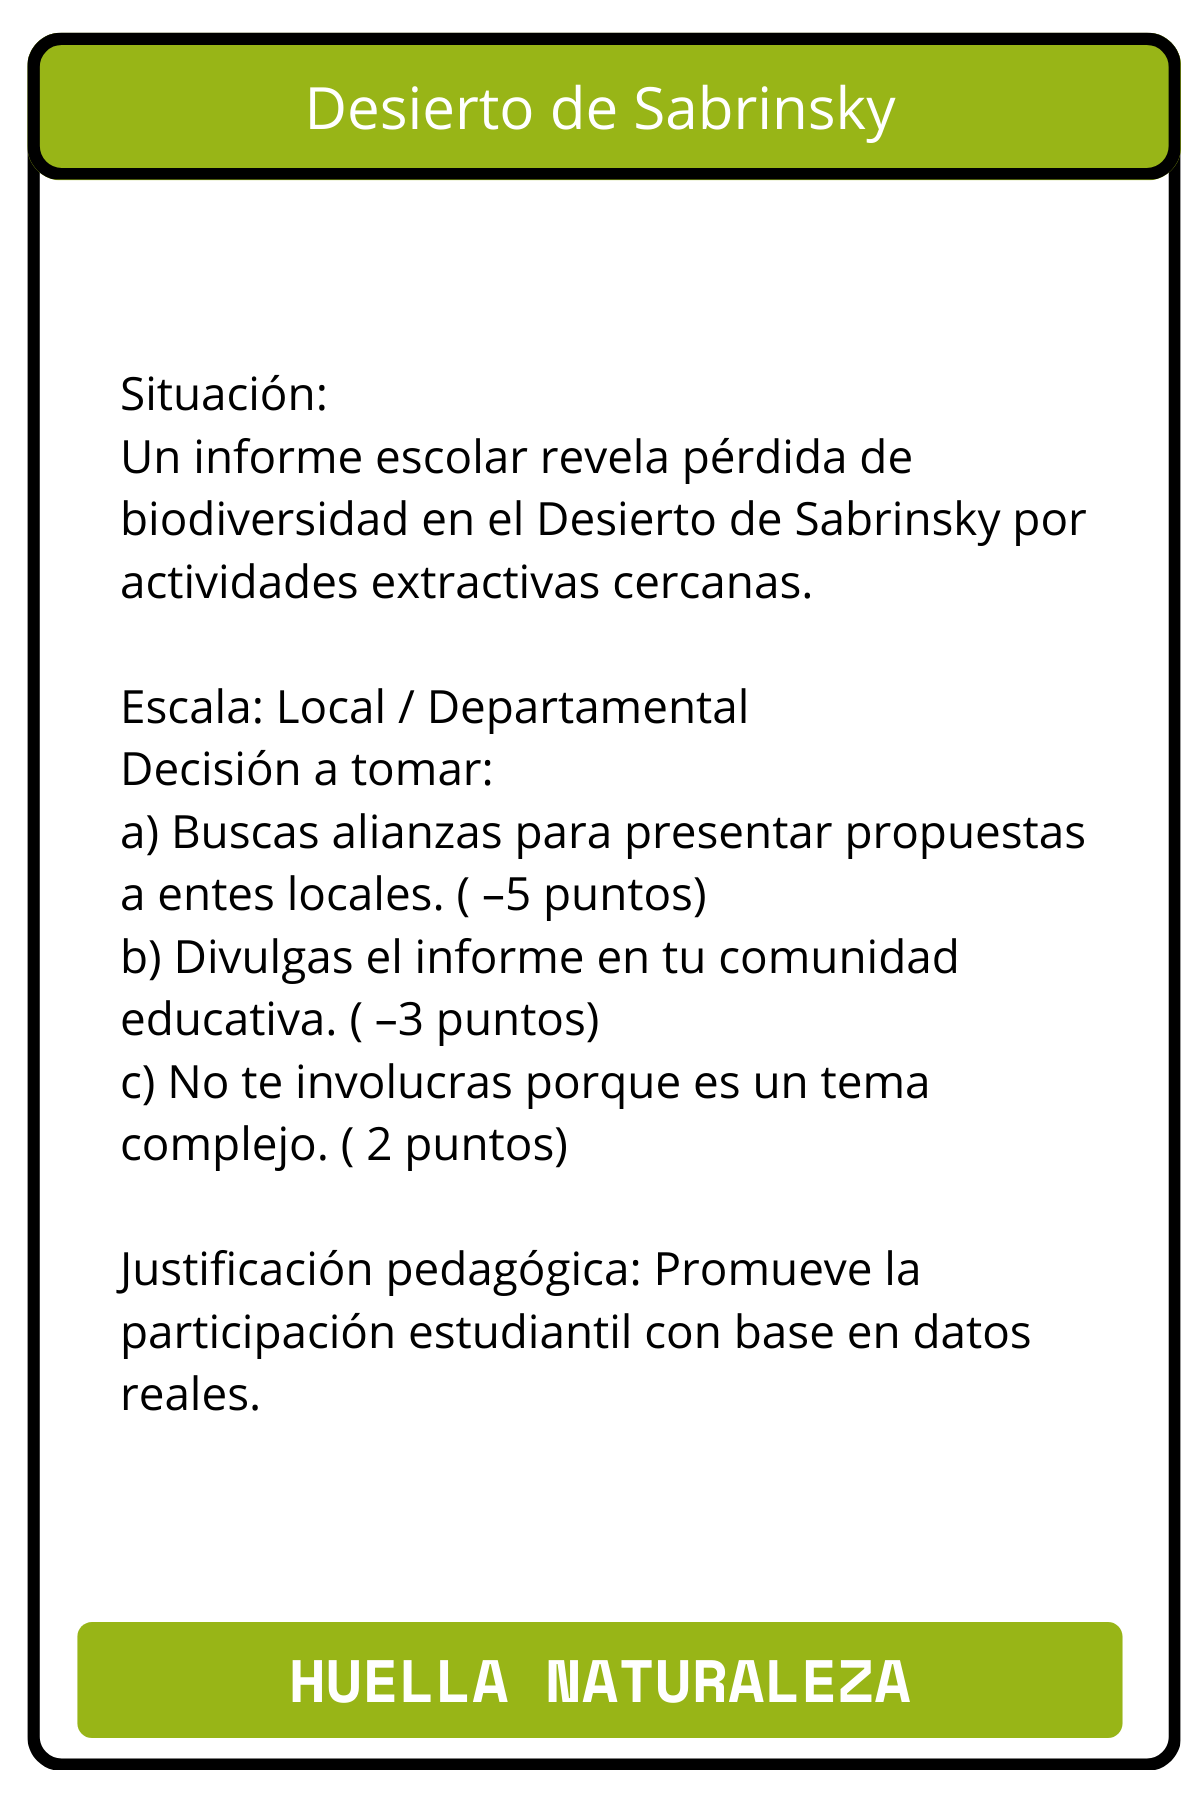 Desierto de Sabrinsky
Situación:
Un informe escolar revela pérdida de
biodiversidad en el Desierto de Sabrinsky por
actividades extractivas cercanas.
Escala: Local / Departamental
Decisión a tomar:
a) Buscas alianzas para presentar propuestas
a entes locales. ( –5 puntos)
b) Divulgas el informe en tu comunidad
educativa. ( –3 puntos)
c) No te involucras porque es un tema
complejo. ( 2 puntos)
Justificación pedagógica: Promueve la
participación estudiantil con base en datos
reales.
HUELLA NATURALEZA